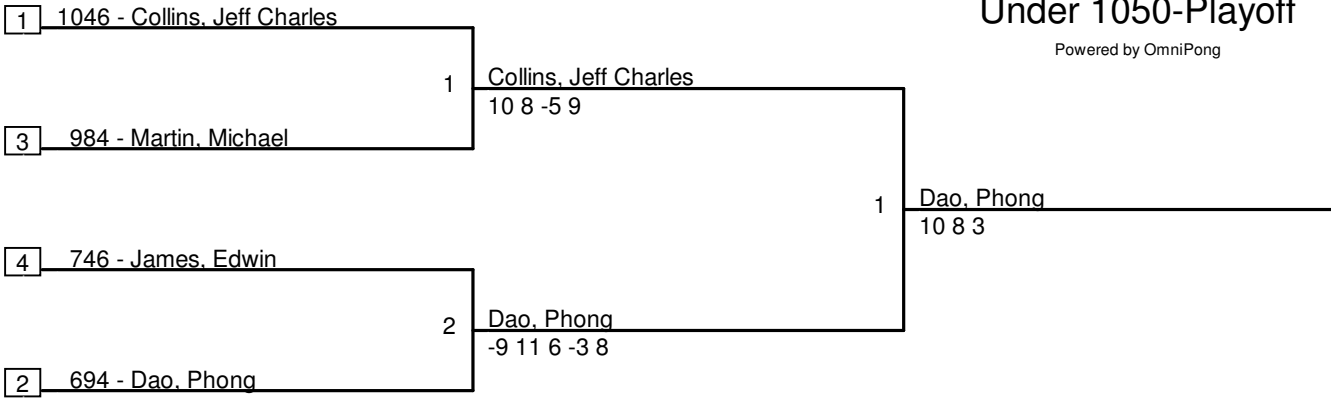 Under 1050-Playoff
Powered by OmniPong
1 1046 - Collins, Jeff Charles
1 Collins, Jeff Charles
10 8 -5 9
3 984 - Martin, Michael
1 Dao, Phong
10 8 3
4 746 - James, Edwin
2 Dao, Phong
-9 11 6 -3 8
2 694 - Dao, Phong